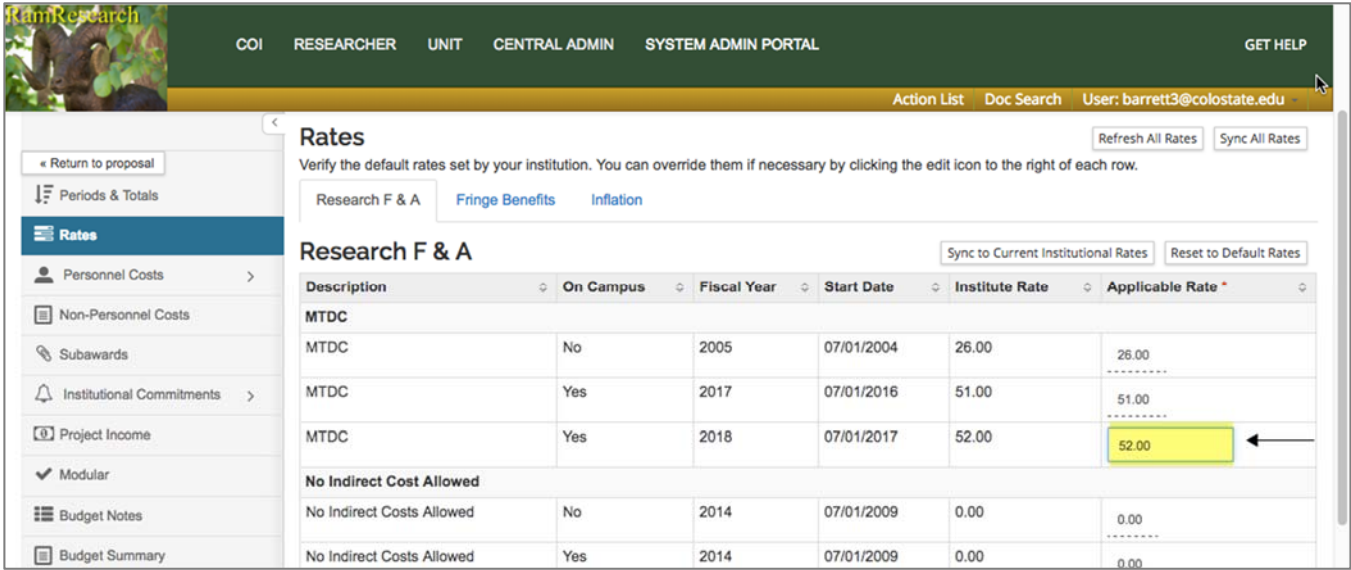 RamResearch
COI RESEARCHER UNIT CENTRAL ADMIN SYSTEM ADMIN PORTAL GET HELP
Action List Doc Search User: barrett3@colostate.edu
« Return to proposal
Periods & Totals
Rates
Personnel Costs
Non-Personnel Costs
Subawards
Institutional Commitments
Project Income
Modular
Budget Notes
Budget Summary
Rates
Refresh All Rates Sync All Rates
Verify the default rates set by your institution. You can override them if necessary by clicking the edit icon to the right of each row.
Research F & A Fringe Benefits Inflation
Research F & A
Sync to Current Institutional Rates Reset to Default Rates
Description On Campus Fiscal Year Start Date Institute Rate Applicable Rate *
MTDC
MTDC No 2005 07/01/2004 26.00 26.00
MTDC Yes 2017 07/01/2016 51.00 51.00
MTDC Yes 2018 07/01/2017 52.00 52.00
No Indirect Cost Allowed
No Indirect Costs Allowed No 2014 07/01/2009 0.00 0.00
No Indirect Costs Allowed Yes 2014 07/01/2009 0.00 0.00